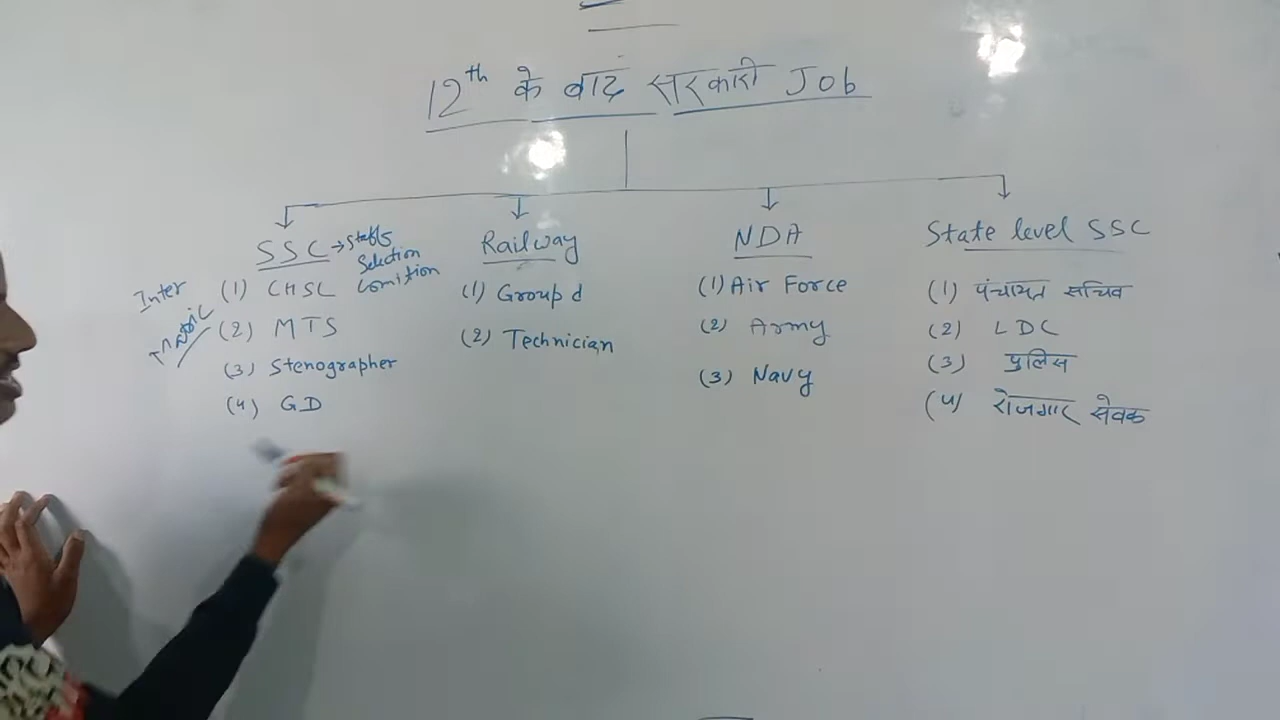 12th के बाद सरकारी Job
SSC → Staff Selection Comition
Inter
Matric
(1) CHSL
(2) MTS
(3) Stenographer
(4) GD
Railway
(1) Group d
(2) Technician
NDA
(1) Air Force
(2) Army
(3) Navy
State level SSC
(1) पंचायत सचिव
(2) LDC
(3) पुलिस
(4) रोजगार सेवक